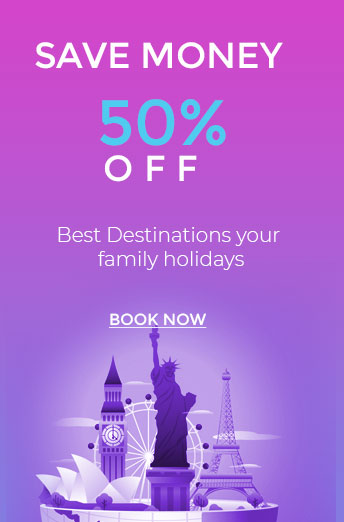 SAVE MONEY
50%
OFF
Best Destinations your
family holidays
BOOK NOW